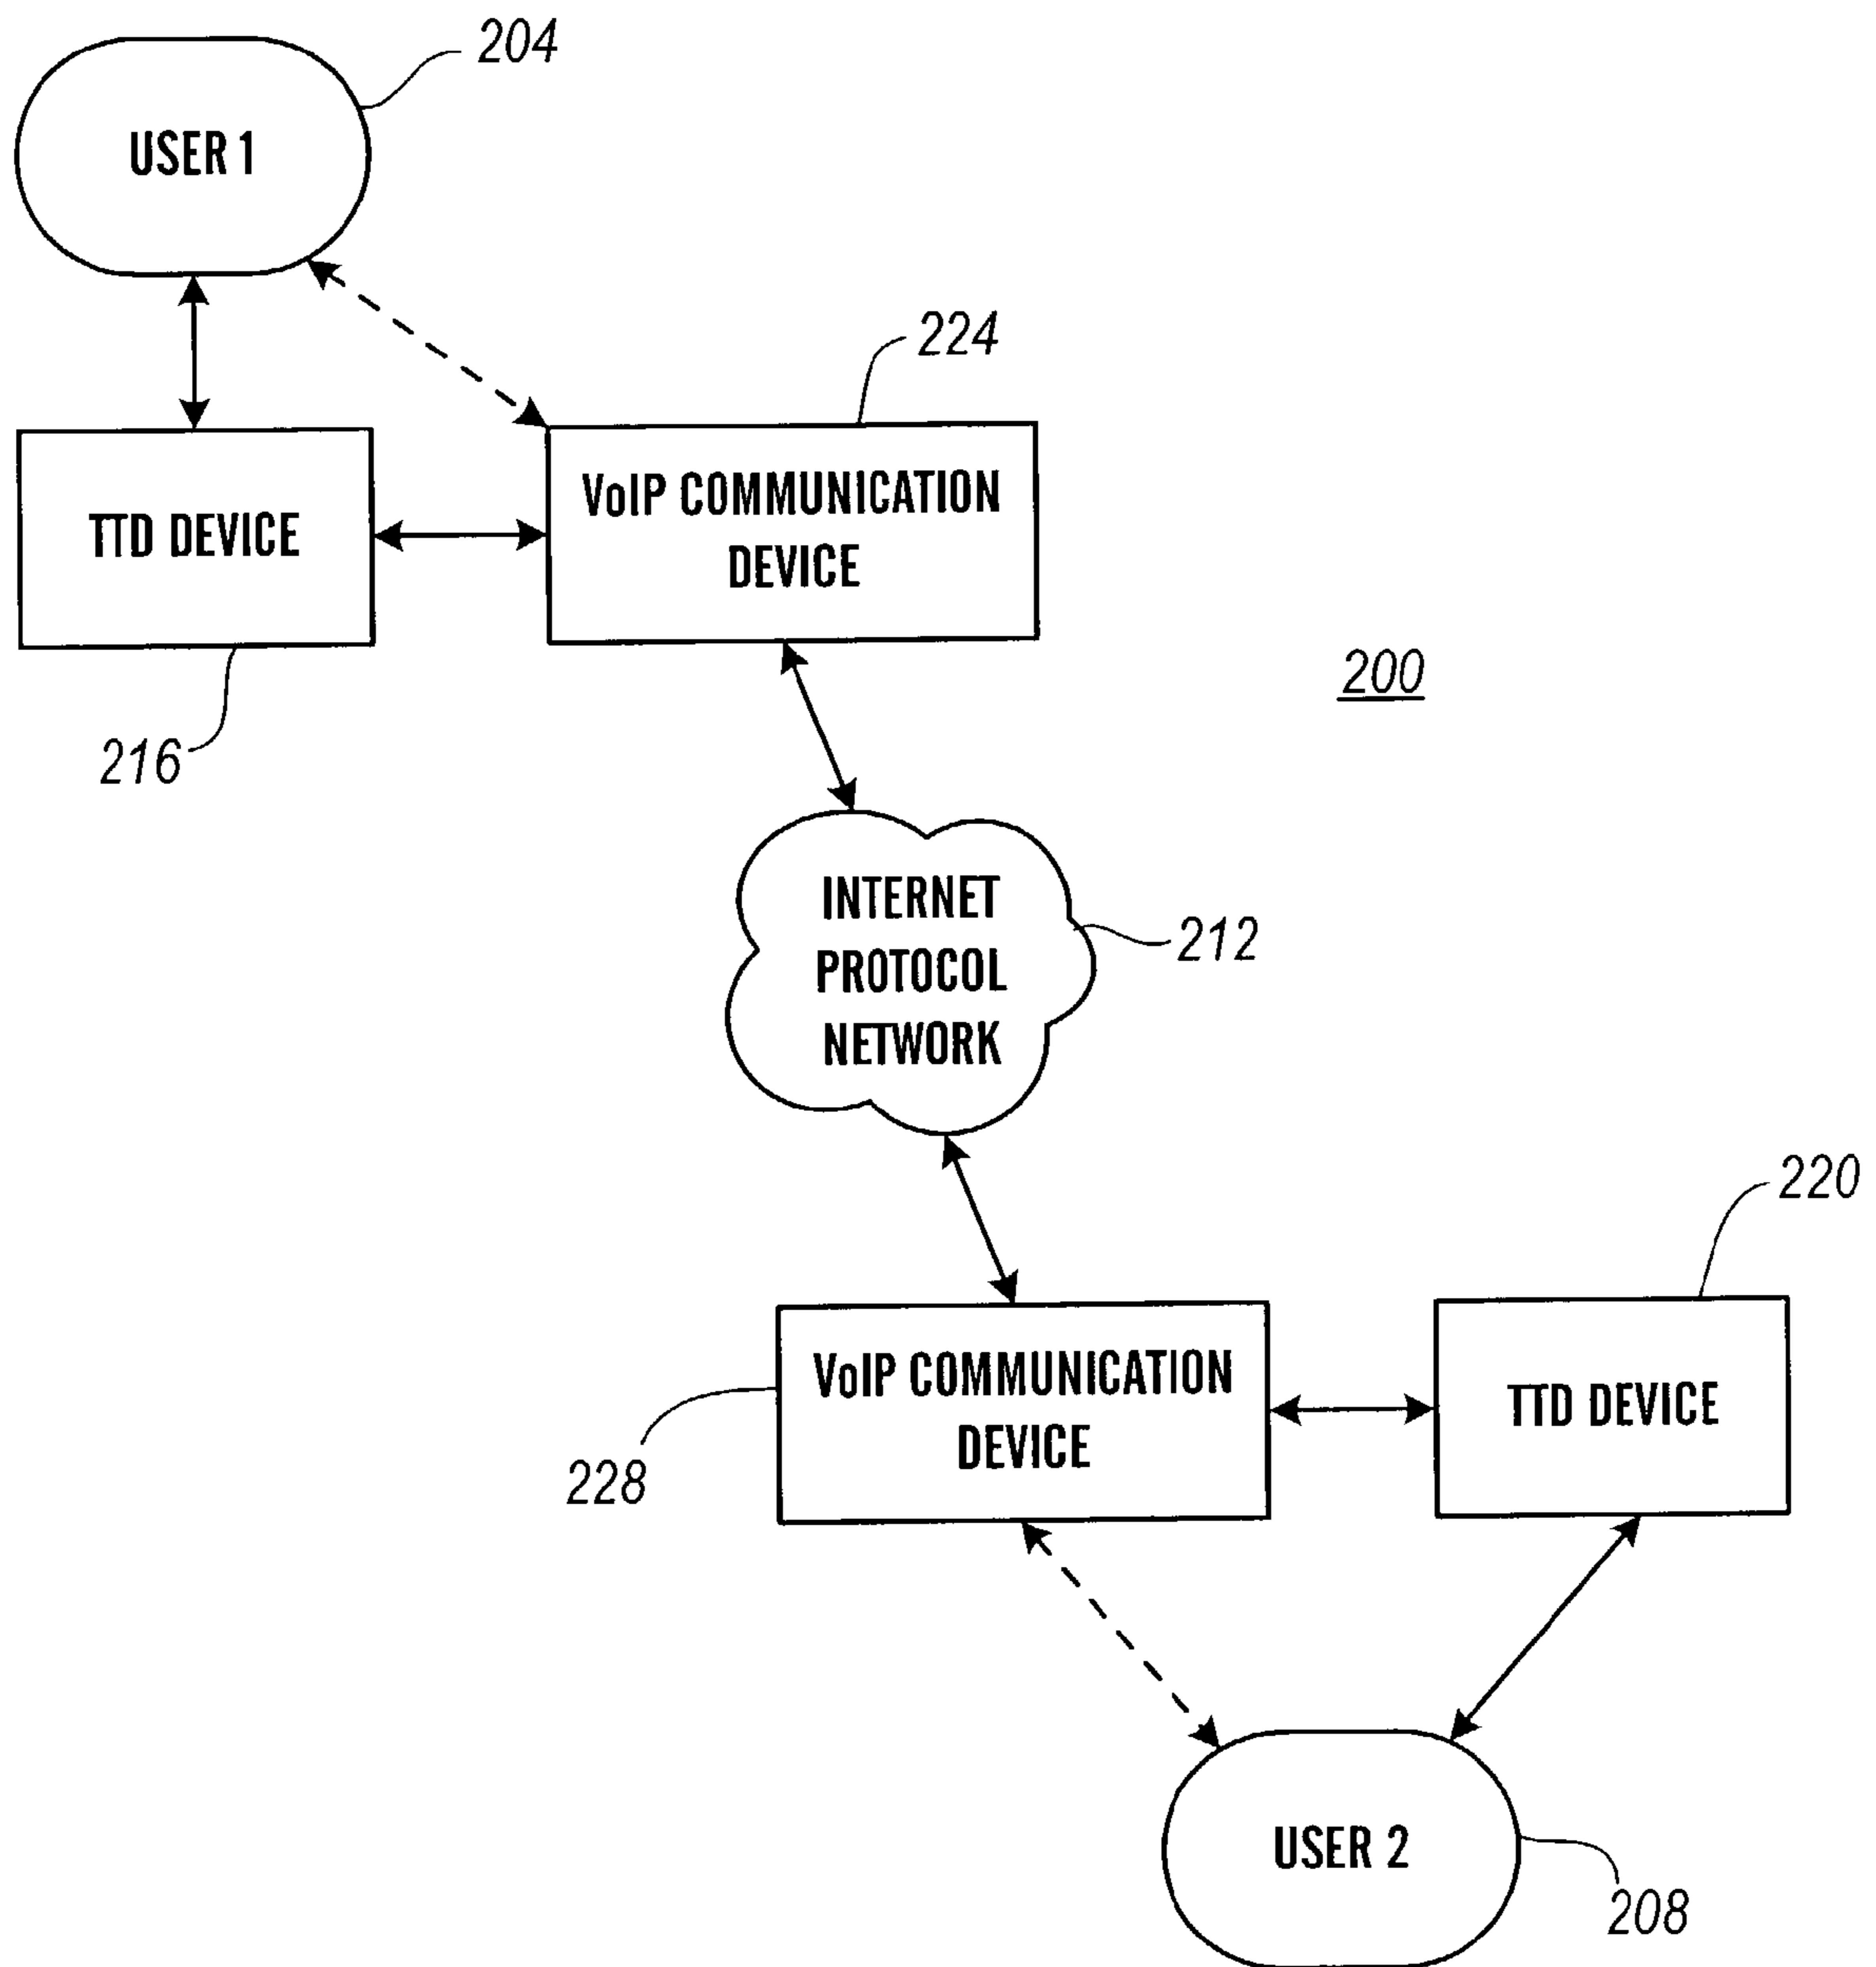 204
USER 1
224
VoIP COMMUNICATION
DEVICE
TTD DEVICE
200
216
INTERNET
PROTOCOL
NETWORK
212
220
VoIP COMMUNICATION
DEVICE
TTD DEVICE
228
USER 2
208